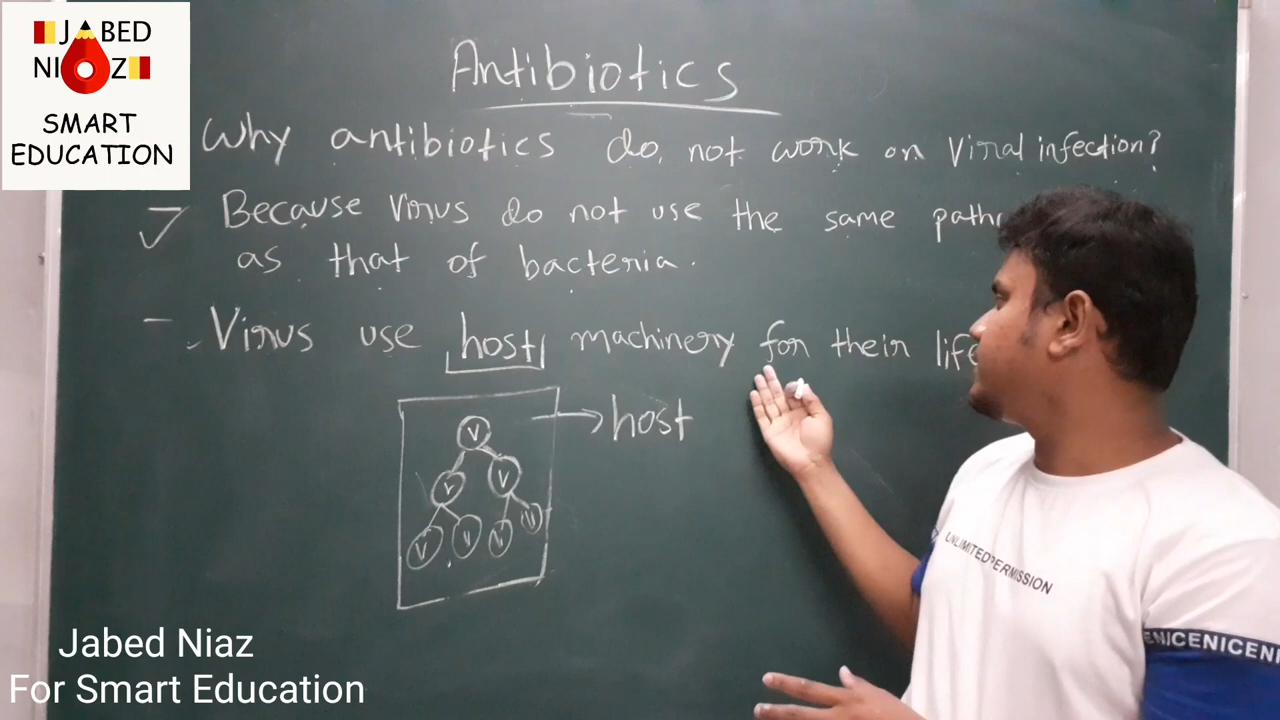 JABED
NIAZ
SMART
EDUCATION
Antibiotics
Why antibiotics do not work on Viral infection?
Because Virus do not use the same
as that of bacteria.
- Virus use host machinery for their
host
V
V V
V V V V
UNLIMITED PERMISSION
Jabed Niaz
For Smart Education